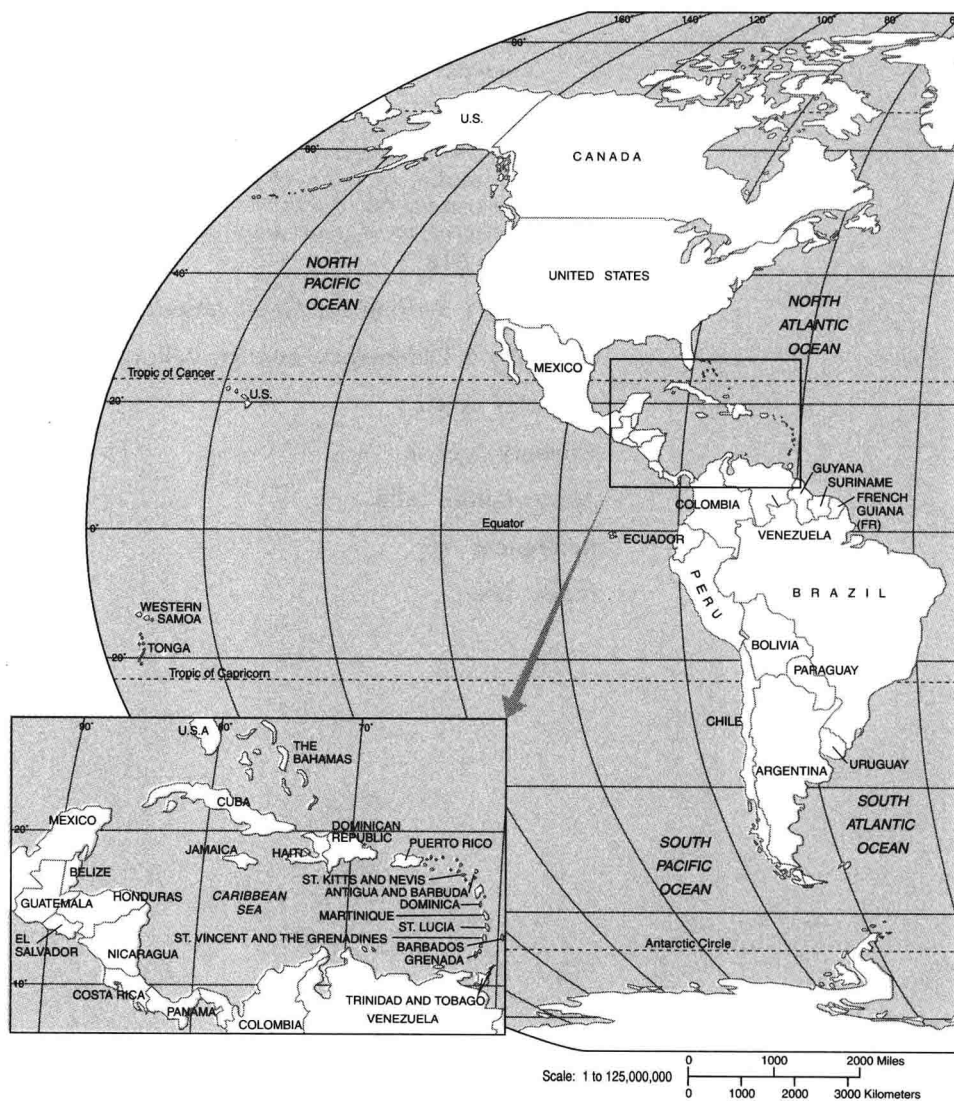 160°
140°
120°
100°
80°
80°
U.S.
60°
CANADA
NORTH
PACIFIC
OCEAN
40°
UNITED STATES
NORTH
ATLANTIC
OCEAN
Tropic of Cancer
MEXICO
U.S.
20°
GUYANA
SURINAME
FRENCH
GUIANA
(FR)
COLOMBIA
VENEZUELA
Equator
0°
ECUADOR
PERU
BRAZIL
WESTERN
SAMOA
TONGA
BOLIVIA
20°
Tropic of Capricorn
PARAGUAY
CHILE
URUGUAY
ARGENTINA
SOUTH
PACIFIC
OCEAN
SOUTH
ATLANTIC
OCEAN
Antarctic Circle
90°
80°
70°
U.S.A
THE
BAHAMAS
CUBA
MEXICO
20°
DOMINICAN
REPUBLIC
JAMAICA
HAITI
PUERTO RICO
BELIZE
ST. KITTS AND NEVIS
ANTIGUA AND BARBUDA
HONDURAS
GUATEMALA
CARIBBEAN
SEA
DOMINICA
MARTINIQUE
ST. LUCIA
EL
SALVADOR
ST. VINCENT AND THE GRENADINES
BARBADOS
GRENADA
NICARAGUA
10°
COSTA RICA
TRINIDAD AND TOBAGO
PANAMA
COLOMBIA
VENEZUELA
Scale: 1 to 125,000,000
0 1000 2000 Miles
0 1000 2000 3000 Kilometers